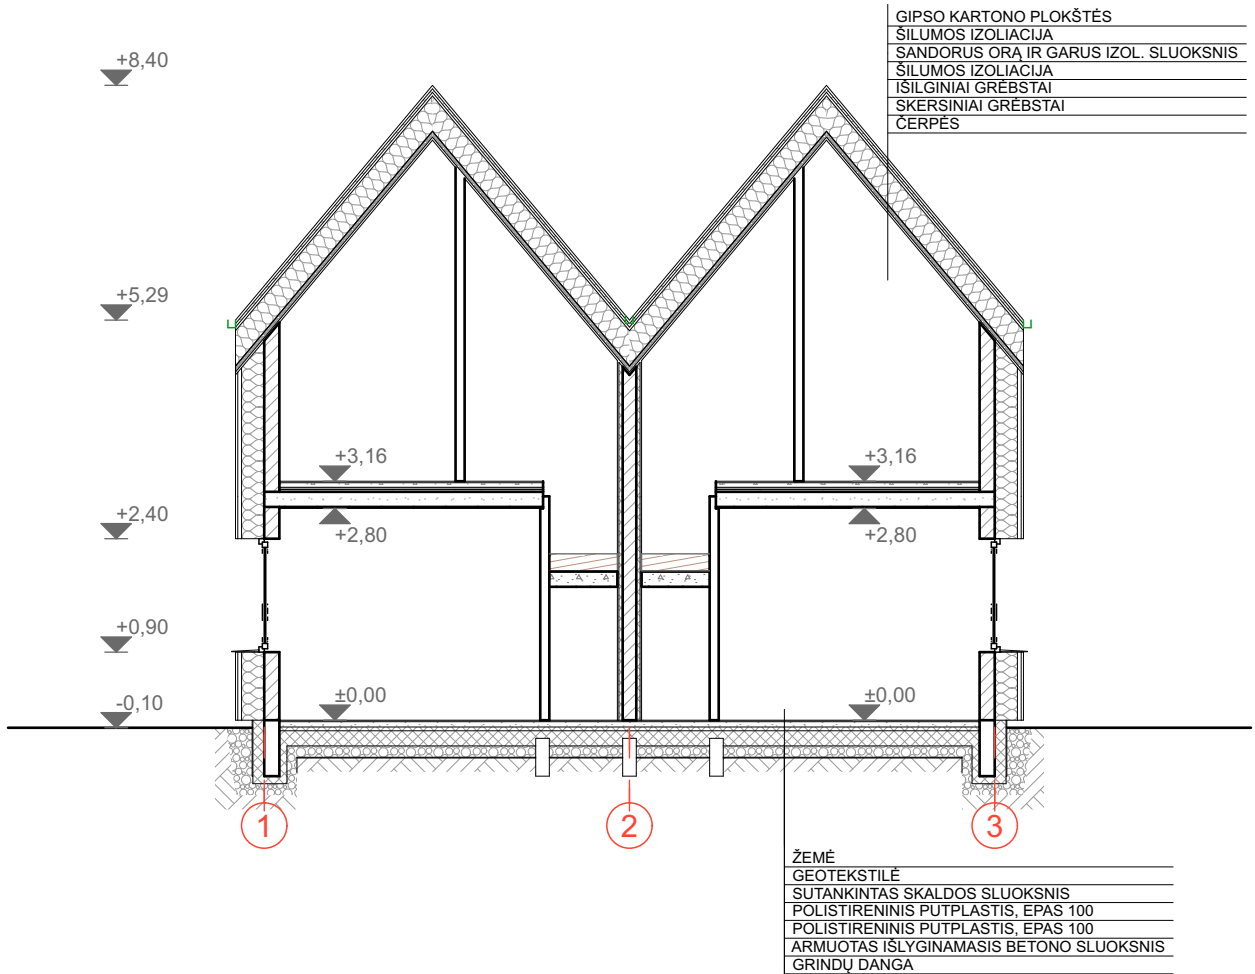 GIPSO KARTONO PLOKŠTĖS
ŠILUMOS IZOLIACIJA
SANDORUS ORĄ IR GARUS IZOL. SLUOKSNIS
ŠILUMOS IZOLIACIJA
IŠILGINIAI GRĖBSTAI
SKERSINIAI GRĖBSTAI
ČERPĖS
+8,40
+5,29
+3,16
+3,16
+2,40
+2,80
+2,80
+0,90
-0,10
±0,00
±0,00
1
2
3
ŽEMĖ
GEOTEKSTILĖ
SUTANKINTAS SKALDOS SLUOKSNIS
POLISTIRENINIS PUTPLASTIS, EPAS 100
POLISTIRENINIS PUTPLASTIS, EPAS 100
ARMUOTAS IŠLYGINAMASIS BETONO SLUOKSNIS
GRINDŲ DANGA